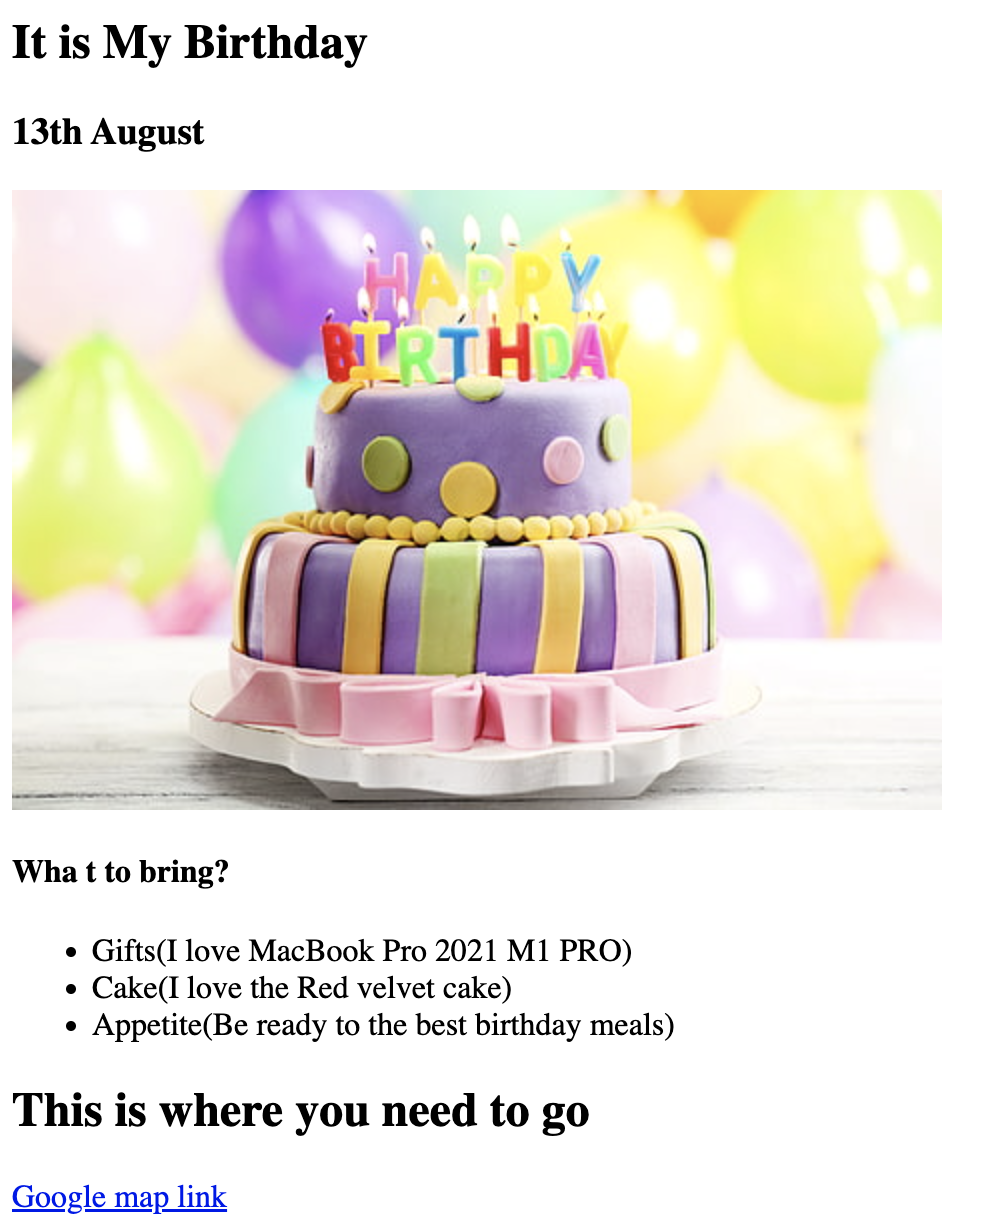 It is My Birthday
13th August
HAPPY
BIRTHDAY
Wha t to bring?
Gifts(I love MacBook Pro 2021 M1 PRO)
Cake(I love the Red velvet cake)
Appetite(Be ready to the best birthday meals)
This is where you need to go
Google map link